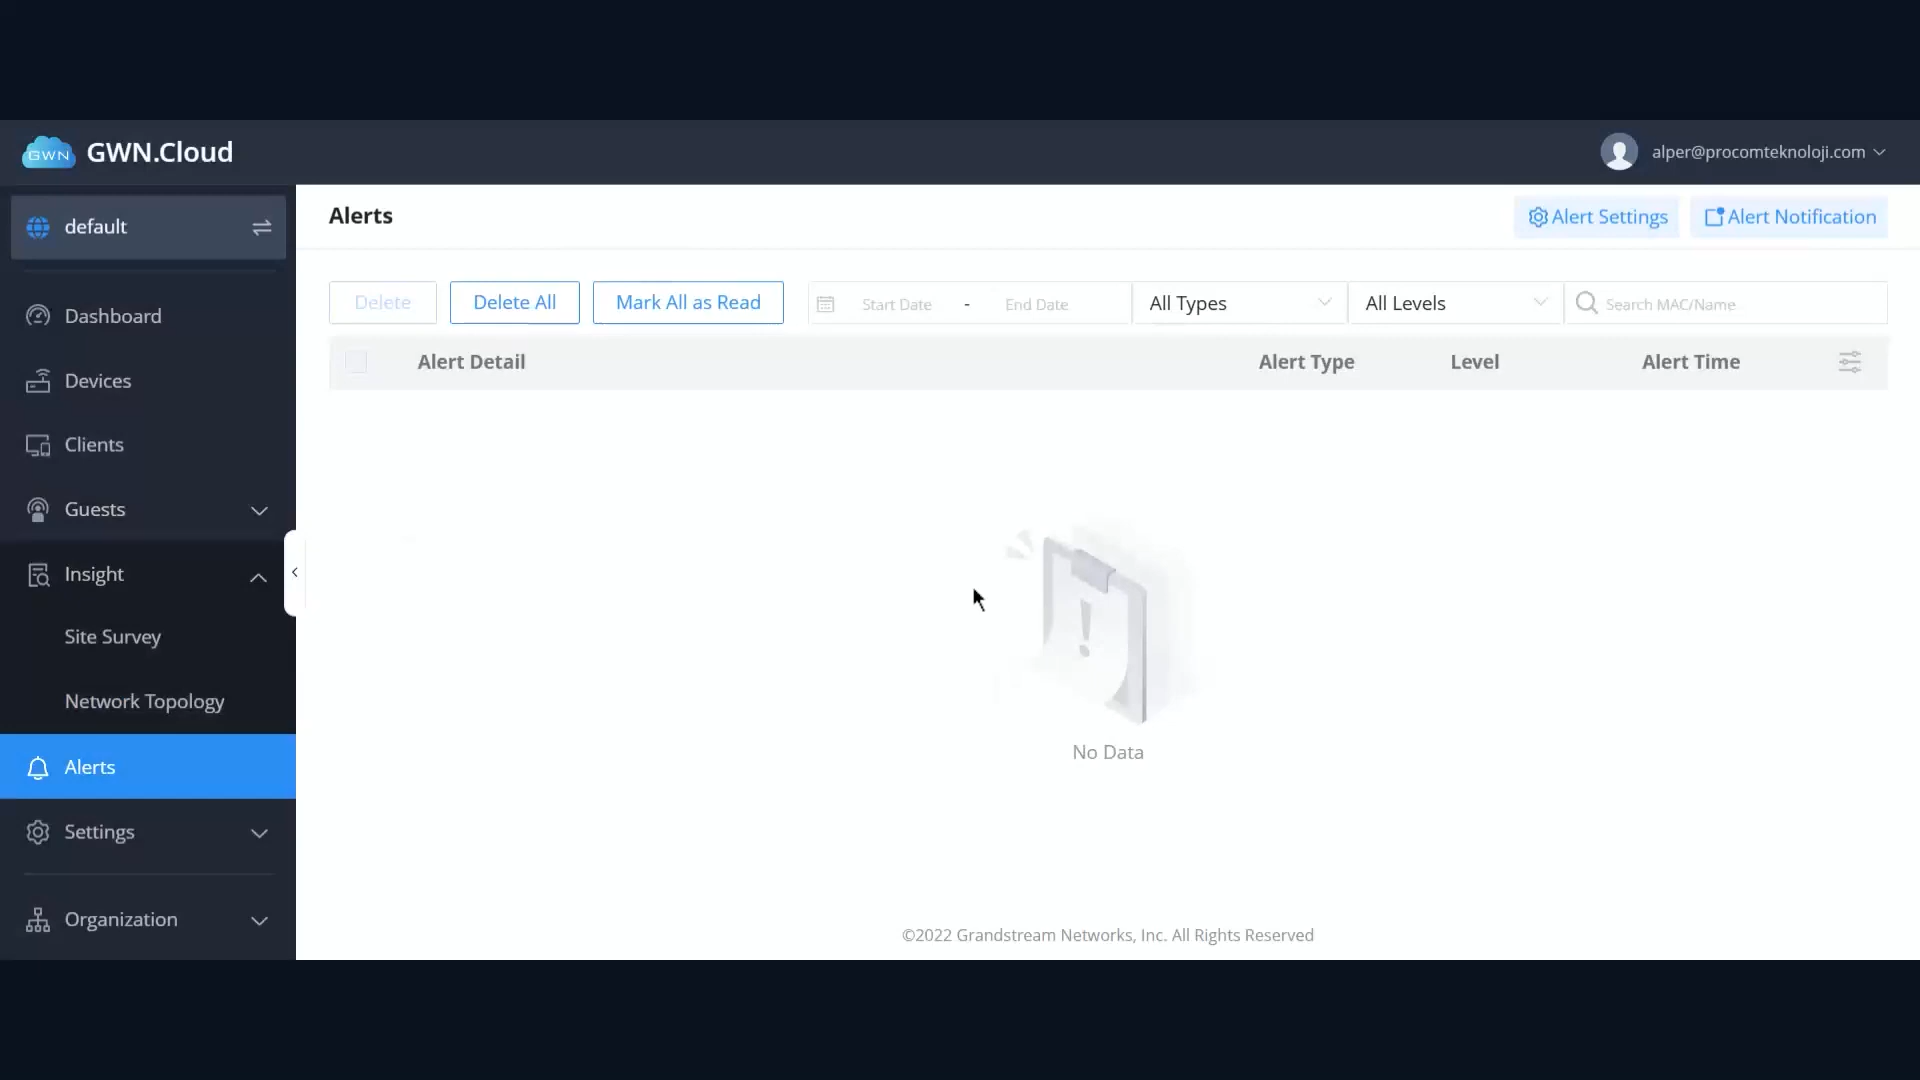 GWN GWN.Cloud
alper@procomteknoloji.com
default
Dashboard
Devices
Clients
Guests
Insight
Site Survey
Network Topology
Alerts
Settings
Organization
Alerts
Alert Settings
Alert Notification
Delete
Delete All
Mark All as Read
Start Date - End Date
All Types
All Levels
Search MAC/Name
Alert Detail Alert Type Level Alert Time
No Data
©2022 Grandstream Networks, Inc. All Rights Reserved